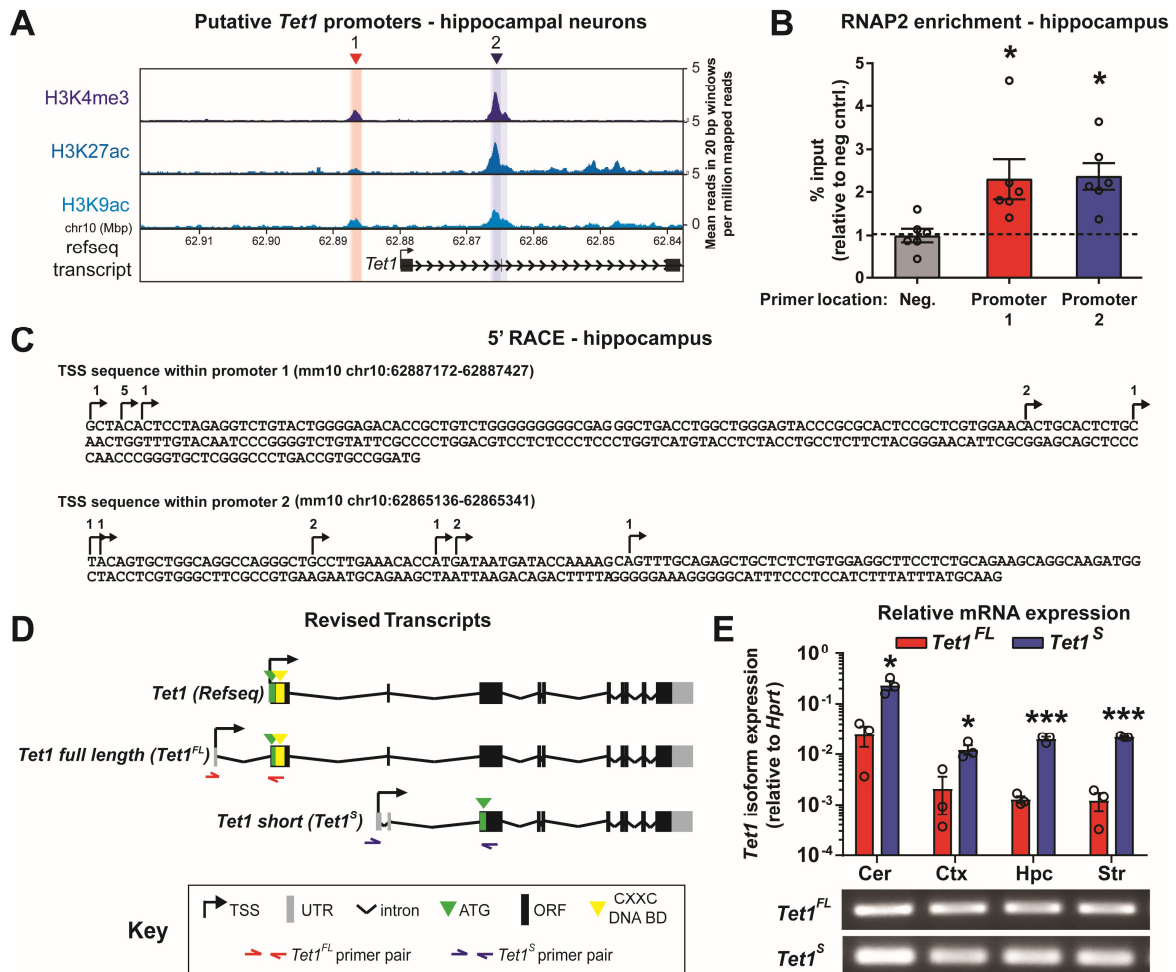 A
Putative Tet1 promoters - hippocampal neurons
1
2
H3K4me3
H3K27ac
H3K9ac
chr10 (Mbp)
refseq
transcript
62.91
62.90
62.89
62.88
62.87
62.86
62.85
62.84
Tet1
5
5
5
0
Mean reads in 20 bp windows
per million mapped reads
B
RNAP2 enrichment - hippocampus
% input
(relative to neg cntrl.)
5
4
3
2
1
0
*
*
Primer location:
Neg.
Promoter
1
Promoter
2
C
5' RACE - hippocampus
TSS sequence within promoter 1 (mm10 chr10:62887172-62887427)
1 5 1 2 1
GCTACACTCCTAGAGGTCTGTACTGGGGAGACACCGCTGTCTGGGGGGGGGCGAGGGCTGACCTGGCTGGGAGTACCCGCGCACTCCGCTCGTGGAACACTGCACTCTGC
AACTGGTTTGTACAATCCCGGGGTCTGTATTCGCCCCTGGACGTCCTCTCCCTCCCTGGTCATGTACCTCTACCTGCCTCTTCTACGGGAACATTCGCGGAGCAGCTCCC
CAACCCGGGTGCTCGGGCCCTGACCGTGCCGGATG
TSS sequence within promoter 2 (mm10 chr10:62865136-62865341)
1 1 2 1 2 1
TACAGTGCTGGCAGGCCAGGGCTGCCTTGAAACACCATGATAATGATACCAAAAGCAGTTTGCAGAGCTGCTCTCTGTGGAGGCTTCCTCTGCAGAAGCAGGCAAGATGG
CTACCTCGTGGGCTTCGCCGTGAAGAATGCAGAAGCTAATTAAGACAGACTTTTAGGGGGAAAGGGGGCATTTCCCTCCATCTTTATTTATGCAAG
D
Revised Transcripts
Tet1 (Refseq)
Tet1 full length (Tet1FL)
Tet1 short (Tet1S)
Key
TSS
UTR
intron
ATG
ORF
CXXC
DNA BD
Tet1FL primer pair
Tet1S primer pair
E
Relative mRNA expression
Tet1FL
Tet1S
Tet1 isoform expression
(relative to Hprt)
10^0
10^-1
10^-2
10^-3
10^-4
*
*
***
***
Cer
Ctx
Hpc
Str
Tet1FL
Tet1S